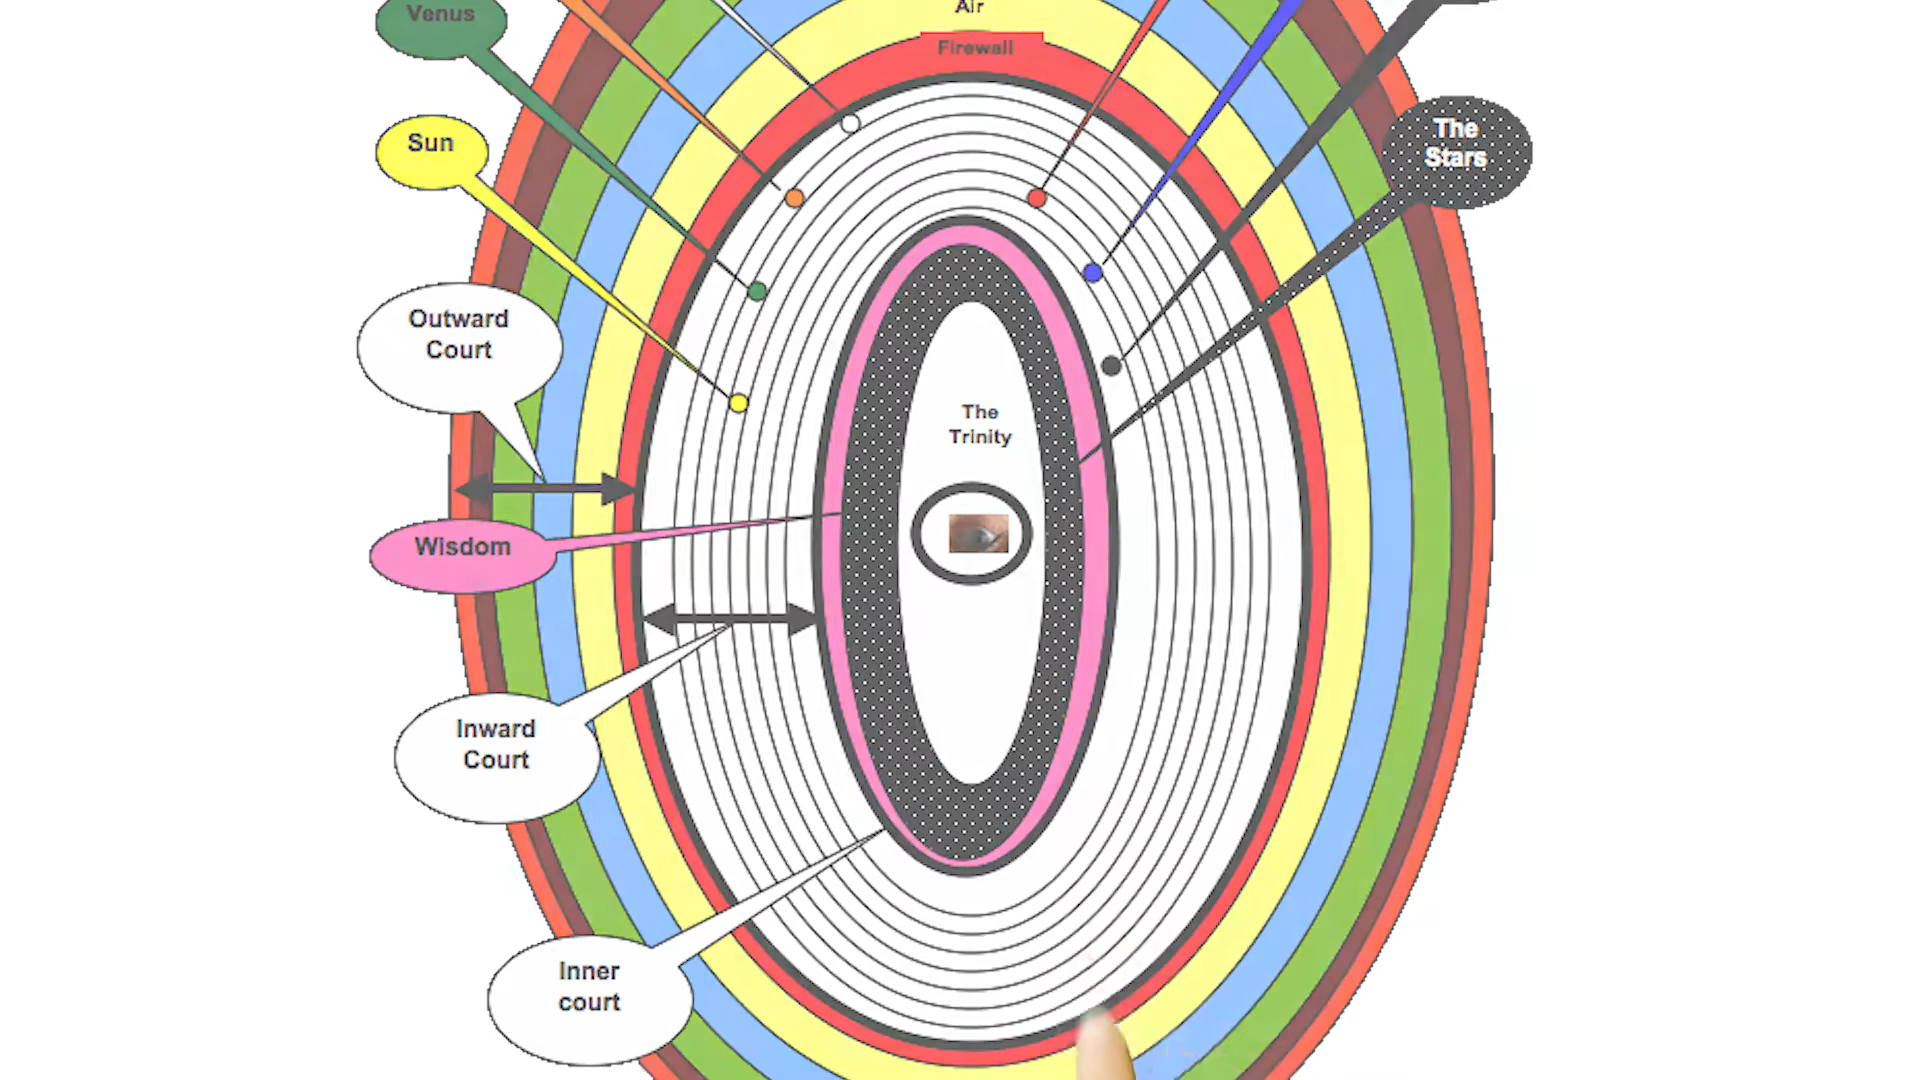 Venus
Air
Firewall
The
Stars
Sun
Outward
Court
The
Trinity
Wisdom
Inward
Court
Inner
court